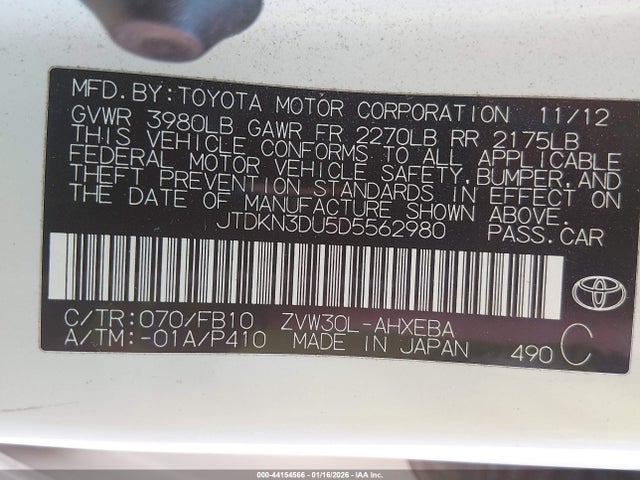 MFD.BY:TOYOTA MOTOR CORPORATION 11/12
GVWR 3980LB GAWR FR 2270LB RR 2175LB
THIS VEHICLE CONFORMS TO ALL APPLICABLE
FEDERAL MOTOR VEHICLE SAFETY,BUMPER,AND
THEFT PREVENTION STANDARDS IN EFFECT ON
THE DATE OF MANUFACTURE SHOWN ABOVE.
JTDKN3DU5D5562980 PASS.CAR
C/TR:070/FB10 ZVW30L-AHXEBA
A/TM:-01A/P410 MADE IN JAPAN 490 C
TOYOTA
000-44154566 - 01/16/2026 - IAA Inc.